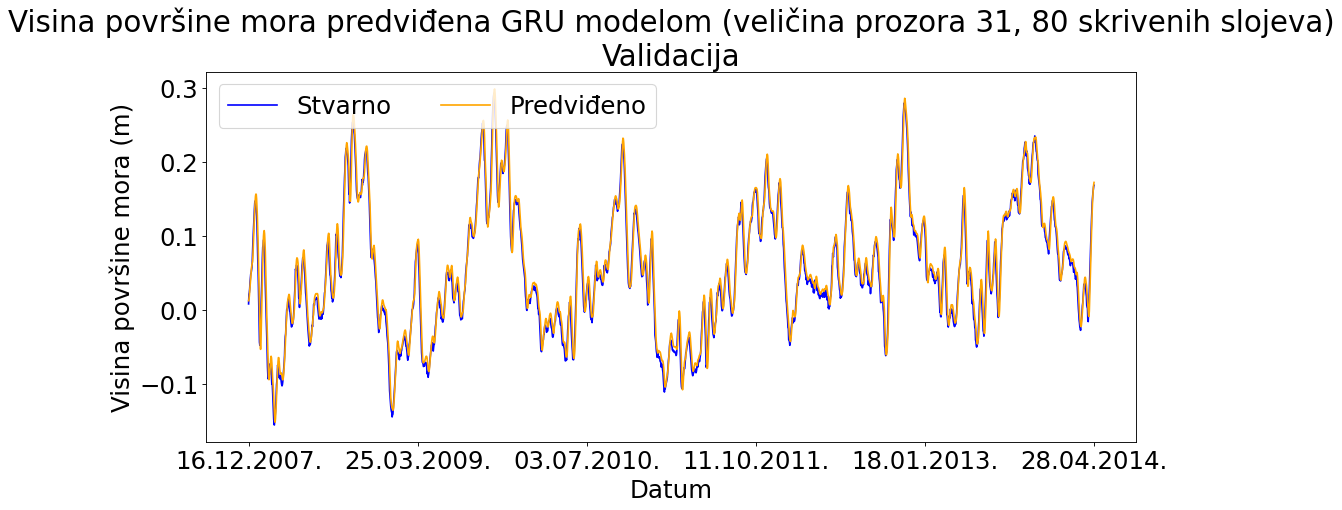 Visina površine mora predviđena GRU modelom (veličina prozora 31, 80 skrivenih slojeva)
Validacija
Stvarno Predviđeno
Visina površine mora (m)
0.3
0.2
0.1
0.0
−0.1
16.12.2007. 25.03.2009. 03.07.2010. 11.10.2011. 18.01.2013. 28.04.2014.
Datum